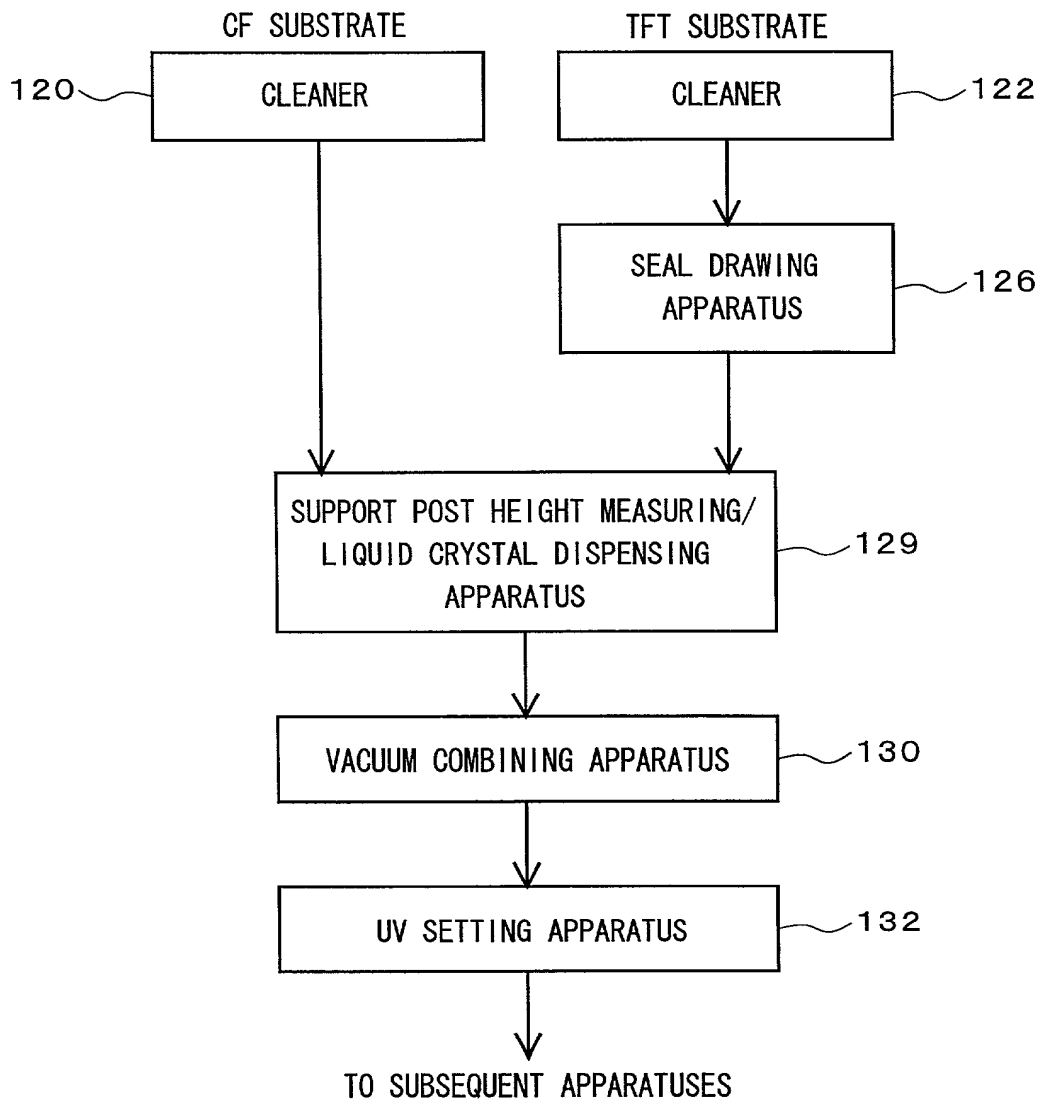 CF SUBSTRATE
TFT SUBSTRATE
120
CLEANER
CLEANER
122
SEAL DRAWING
APPARATUS
126
SUPPORT POST HEIGHT MEASURING/
LIQUID CRYSTAL DISPENSING
APPARATUS
129
VACUUM COMBINING APPARATUS
130
UV SETTING APPARATUS
132
TO SUBSEQUENT APPARATUSES